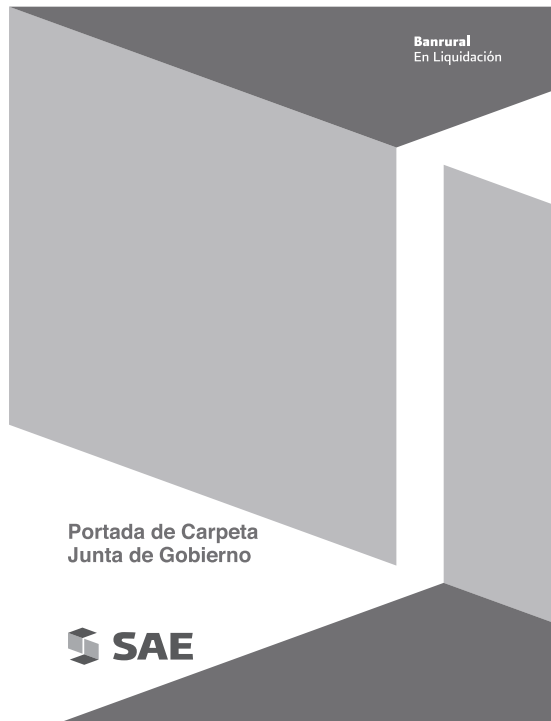 Banrural
En Liquidación
Portada de Carpeta
Junta de Gobierno
SAE